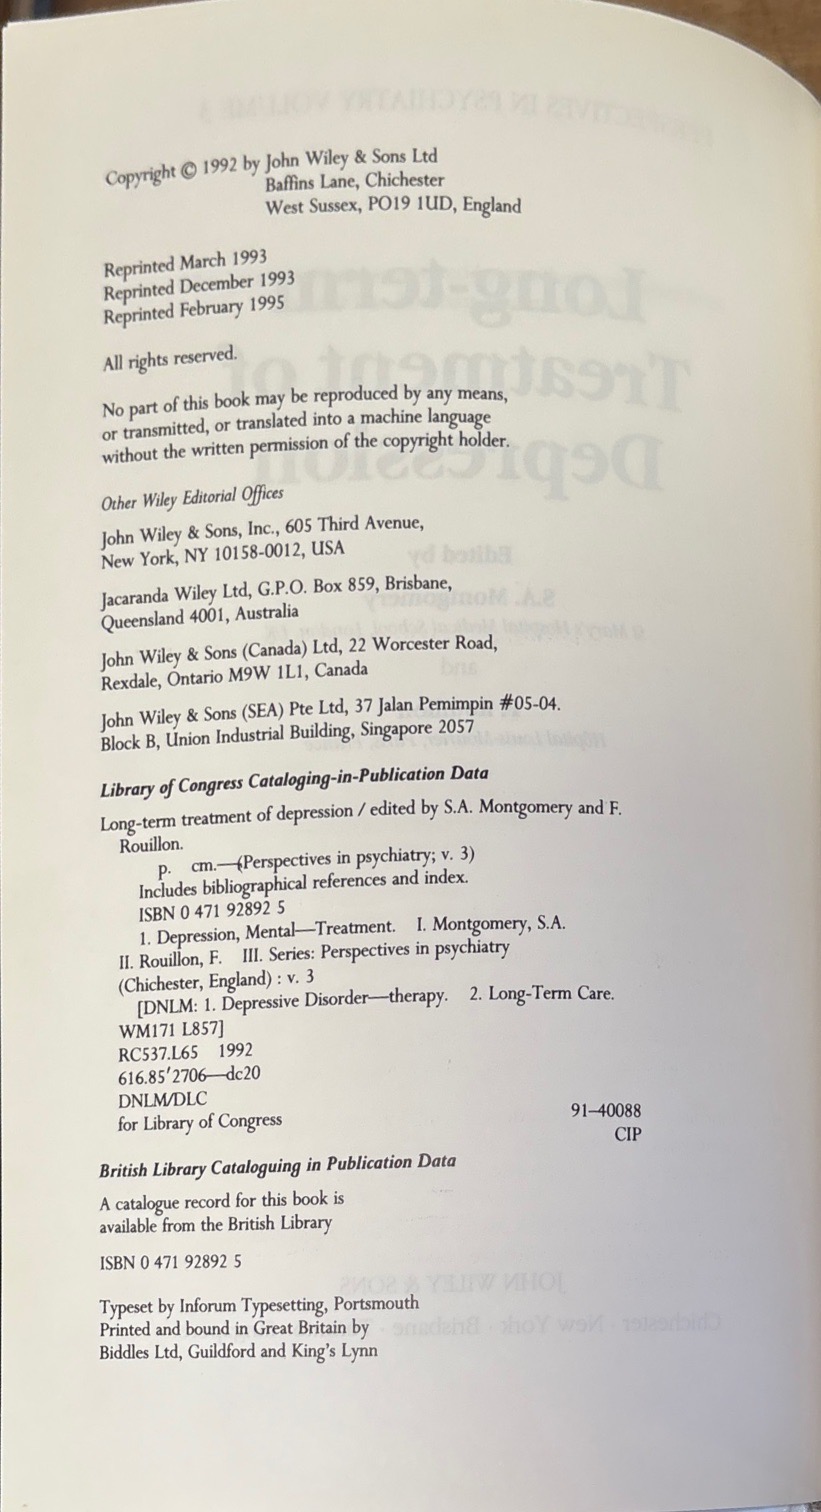 Copyright © 1992 by John Wiley & Sons Ltd
Baffins Lane, Chichester
West Sussex, PO19 1UD, England
Reprinted March 1993
Reprinted December 1993
Reprinted February 1995
All rights reserved.
No part of this book may be reproduced by any means,
or transmitted, or translated into a machine language
without the written permission of the copyright holder.
Other Wiley Editorial Offices
John Wiley & Sons, Inc., 605 Third Avenue,
New York, NY 10158-0012, USA
Jacaranda Wiley Ltd, G.P.O. Box 859, Brisbane,
Queensland 4001, Australia
John Wiley & Sons (Canada) Ltd, 22 Worcester Road,
Rexdale, Ontario M9W 1L1, Canada
John Wiley & Sons (SEA) Pte Ltd, 37 Jalan Pemimpin #05-04.
Block B, Union Industrial Building, Singapore 2057
Library of Congress Cataloging-in-Publication Data
Long-term treatment of depression / edited by S.A. Montgomery and F.
Rouillon.
p. cm.—(Perspectives in psychiatry; v. 3)
Includes bibliographical references and index.
ISBN 0 471 92892 5
1. Depression, Mental—Treatment. I. Montgomery, S.A.
II. Rouillon, F. III. Series: Perspectives in psychiatry
(Chichester, England) : v. 3
[DNLM: 1. Depressive Disorder—therapy. 2. Long-Term Care.
WM171 L857]
RC537.L65 1992
616.85'2706—dc20
DNLM/DLC
for Library of Congress 91–40088
CIP
British Library Cataloguing in Publication Data
A catalogue record for this book is
available from the British Library
ISBN 0 471 92892 5
Typeset by Inforum Typesetting, Portsmouth
Printed and bound in Great Britain by
Biddles Ltd, Guildford and King's Lynn